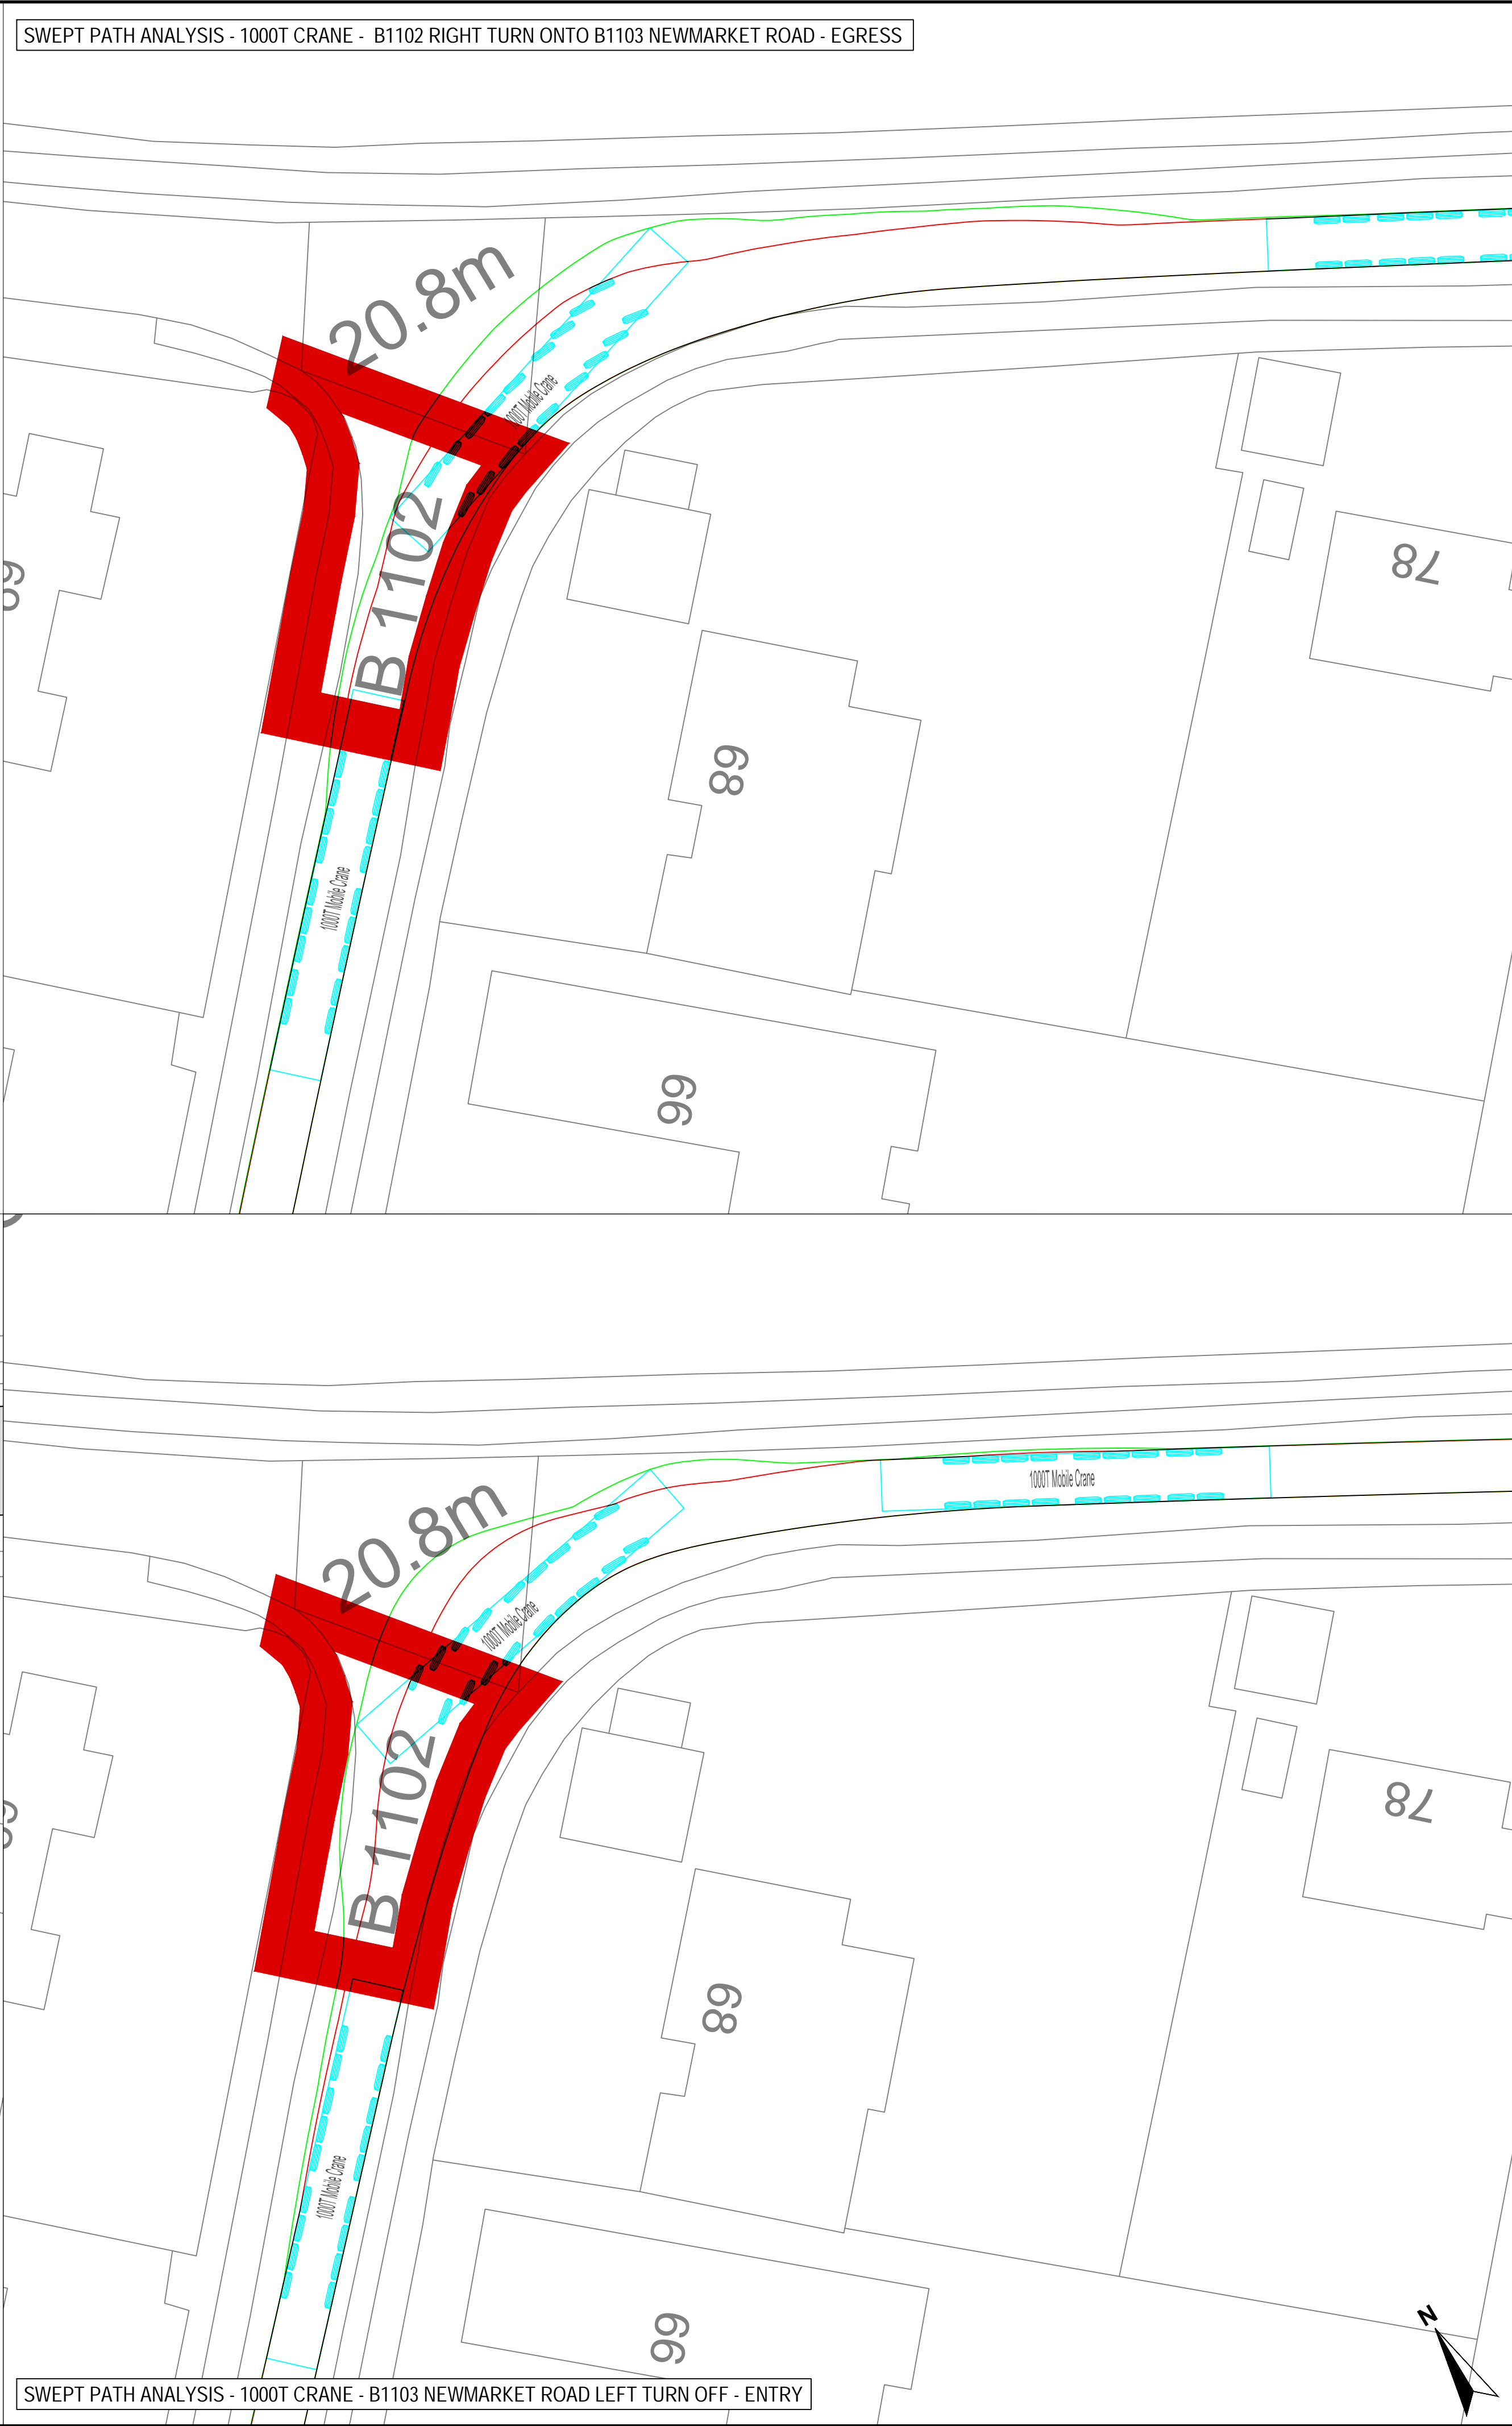 SWEPT PATH ANALYSIS - 1000T CRANE - B1102 RIGHT TURN ONTO B1103 NEWMARKET ROAD - EGRESS
20.8m
1000T Mobile Crane
B 1102
78
68
1000T Mobile Crane
66
20.8m
1000T Mobile Crane
1000T Mobile Crane
B 1102
78
68
1000T Mobile Crane
66
N
SWEPT PATH ANALYSIS - 1000T CRANE - B1103 NEWMARKET ROAD LEFT TURN OFF - ENTRY